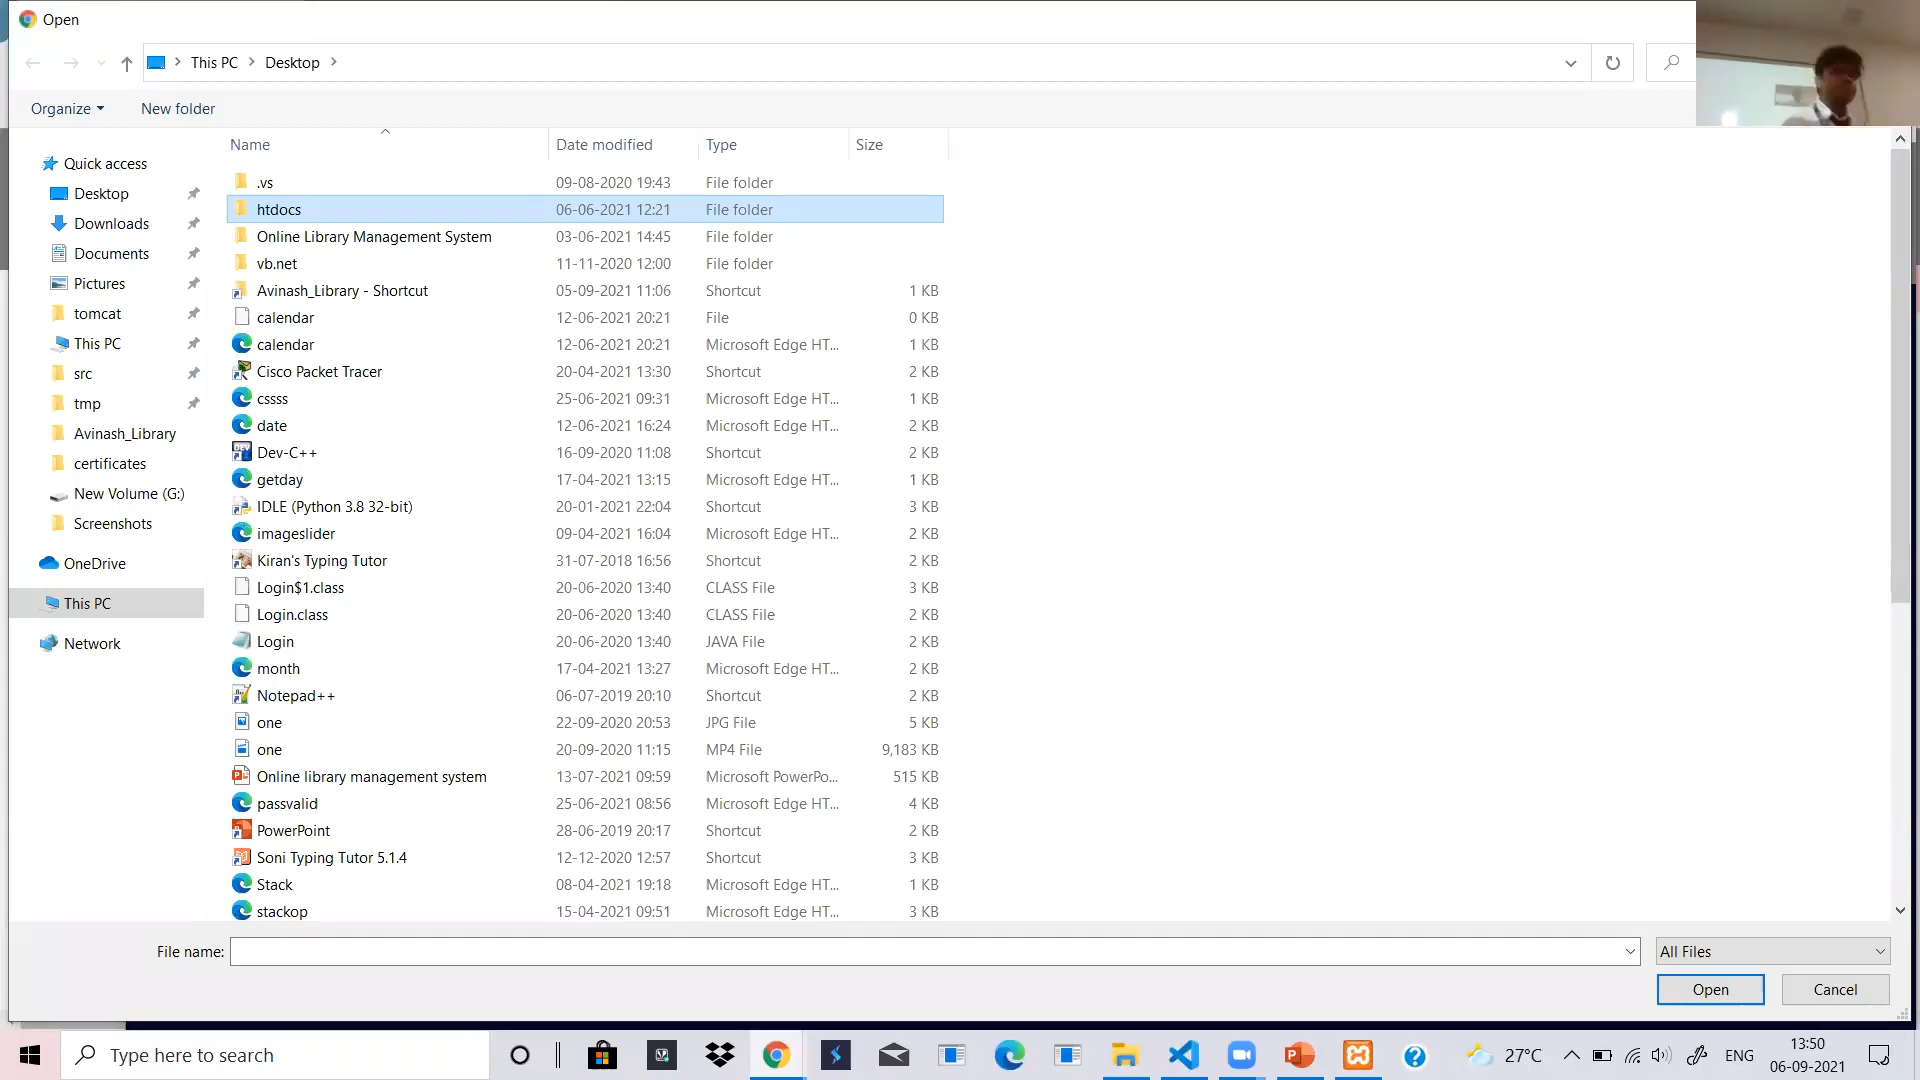 Open
This PC > Desktop >
Organize New folder
Name Date modified Type Size
Quick access
Desktop
Downloads
Documents
Pictures
tomcat
This PC
src
tmp
Avinash_Library
certificates
New Volume (G:)
Screenshots
OneDrive
This PC
Network
.vs 09-08-2020 19:43 File folder
htdocs 06-06-2021 12:21 File folder
Online Library Management System 03-06-2021 14:45 File folder
vb.net 11-11-2020 12:00 File folder
Avinash_Library - Shortcut 05-09-2021 11:06 Shortcut 1 KB
calendar 12-06-2021 20:21 File 0 KB
calendar 12-06-2021 20:21 Microsoft Edge HT... 1 KB
Cisco Packet Tracer 20-04-2021 13:30 Shortcut 2 KB
cssss 25-06-2021 09:31 Microsoft Edge HT... 1 KB
date 12-06-2021 16:24 Microsoft Edge HT... 2 KB
Dev-C++ 16-09-2020 11:08 Shortcut 2 KB
getday 17-04-2021 13:15 Microsoft Edge HT... 1 KB
IDLE (Python 3.8 32-bit) 20-01-2021 22:04 Shortcut 3 KB
imageslider 09-04-2021 16:04 Microsoft Edge HT... 2 KB
Kiran's Typing Tutor 31-07-2018 16:56 Shortcut 2 KB
Login$1.class 20-06-2020 13:40 CLASS File 3 KB
Login.class 20-06-2020 13:40 CLASS File 2 KB
Login 20-06-2020 13:40 JAVA File 2 KB
month 17-04-2021 13:27 Microsoft Edge HT... 2 KB
Notepad++ 06-07-2019 20:10 Shortcut 2 KB
one 22-09-2020 20:53 JPG File 5 KB
one 20-09-2020 11:15 MP4 File 9,183 KB
Online library management system 13-07-2021 09:59 Microsoft PowerPo... 515 KB
passvalid 25-06-2021 08:56 Microsoft Edge HT... 4 KB
PowerPoint 28-06-2019 20:17 Shortcut 2 KB
Soni Typing Tutor 5.1.4 12-12-2020 12:57 Shortcut 3 KB
Stack 08-04-2021 19:18 Microsoft Edge HT... 1 KB
stackop 15-04-2021 09:51 Microsoft Edge HT... 3 KB
File name: All Files
Open Cancel
Type here to search 27°C ENG 13:50
06-09-2021